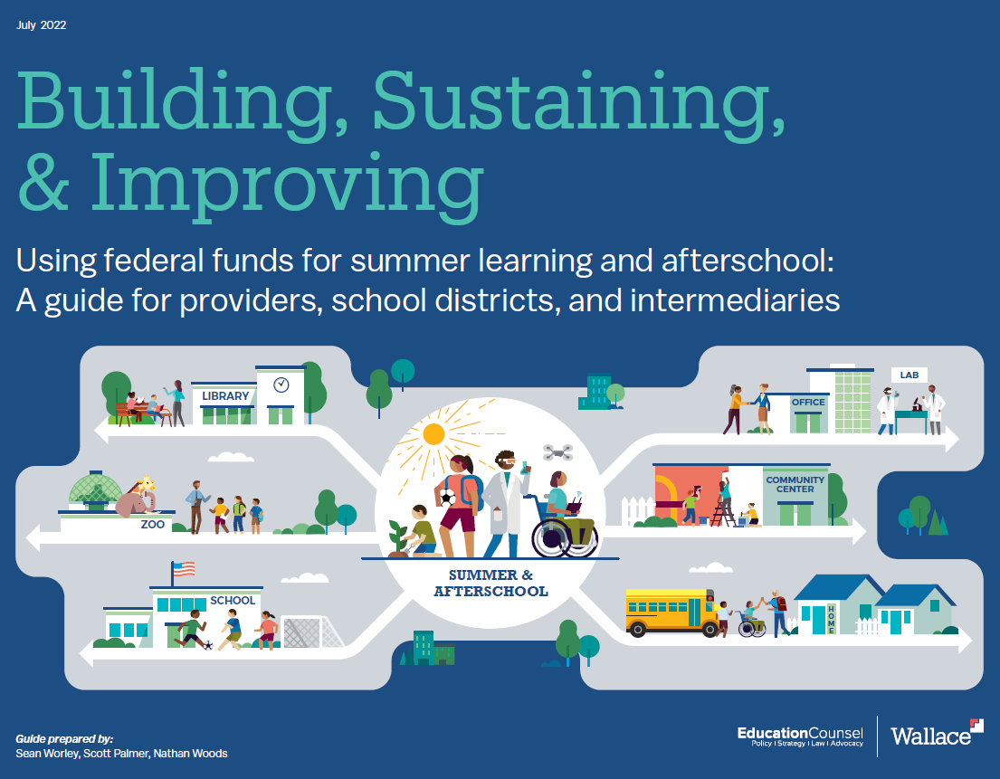 July 2022
Building, Sustaining,
& Improving
Using federal funds for summer learning and afterschool:
A guide for providers, school districts, and intermediaries
LIBRARY
OFFICE
LAB
ZOO
COMMUNITY
CENTER
SUMMER &
AFTERSCHOOL
SCHOOL
HOME
Guide prepared by:
Sean Worley, Scott Palmer, Nathan Woods
EducationCounsel
Policy | Strategy | Law | Advocacy
Wallace